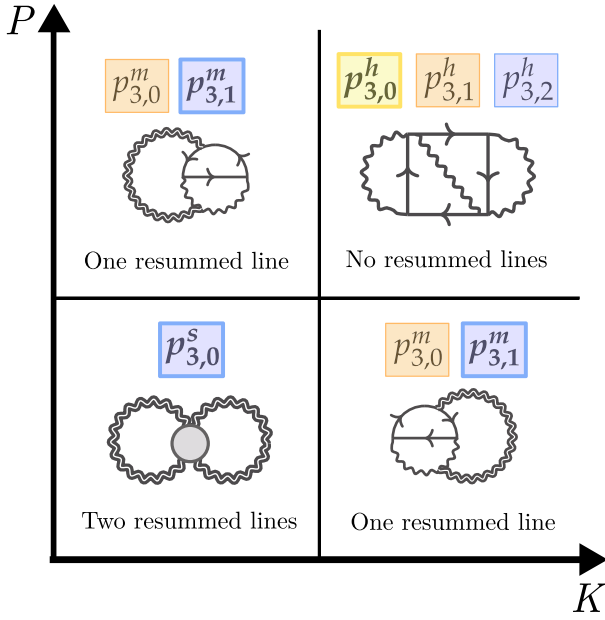 P
p^m_{3,0} p^m_{3,1}
One resummed line
p^h_{3,0} p^h_{3,1} p^h_{3,2}
No resummed lines
p^s_{3,0}
Two resummed lines
p^m_{3,0} p^m_{3,1}
One resummed line
K